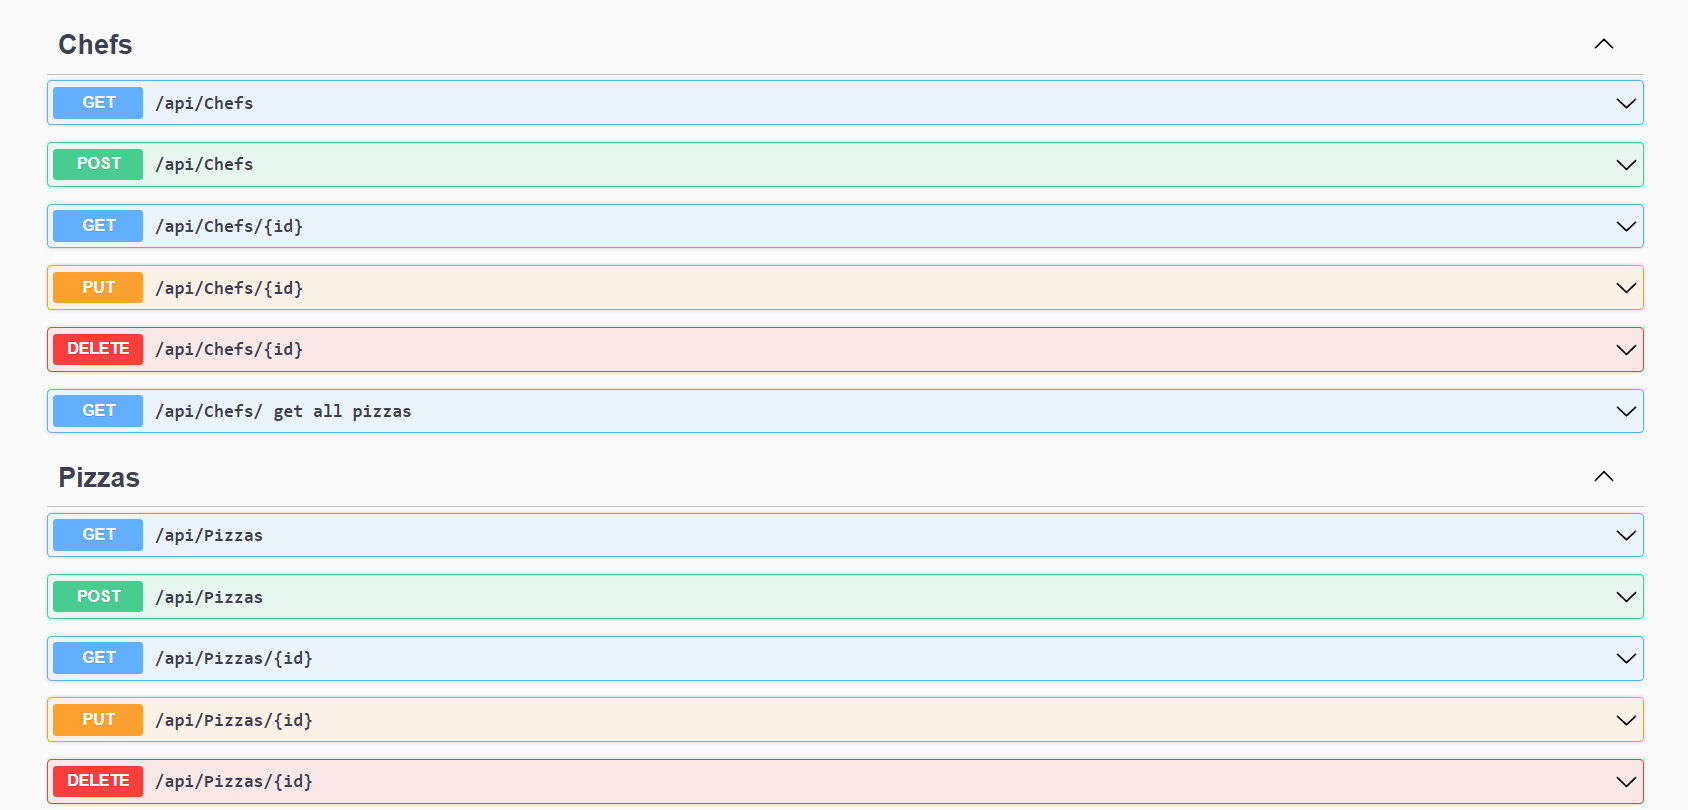 Chefs
GET /api/Chefs
POST /api/Chefs
GET /api/Chefs/{id}
PUT /api/Chefs/{id}
DELETE /api/Chefs/{id}
GET /api/Chefs/ get all pizzas
Pizzas
GET /api/Pizzas
POST /api/Pizzas
GET /api/Pizzas/{id}
PUT /api/Pizzas/{id}
DELETE /api/Pizzas/{id}